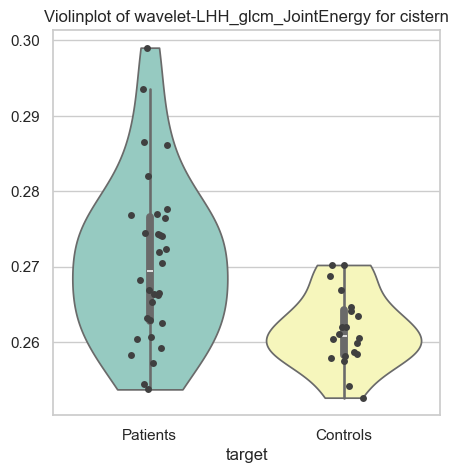 Violinplot of wavelet-LHH_glcm_JointEnergy for cistern
0.30
0.29
0.28
0.27
0.26
Patients
Controls
target